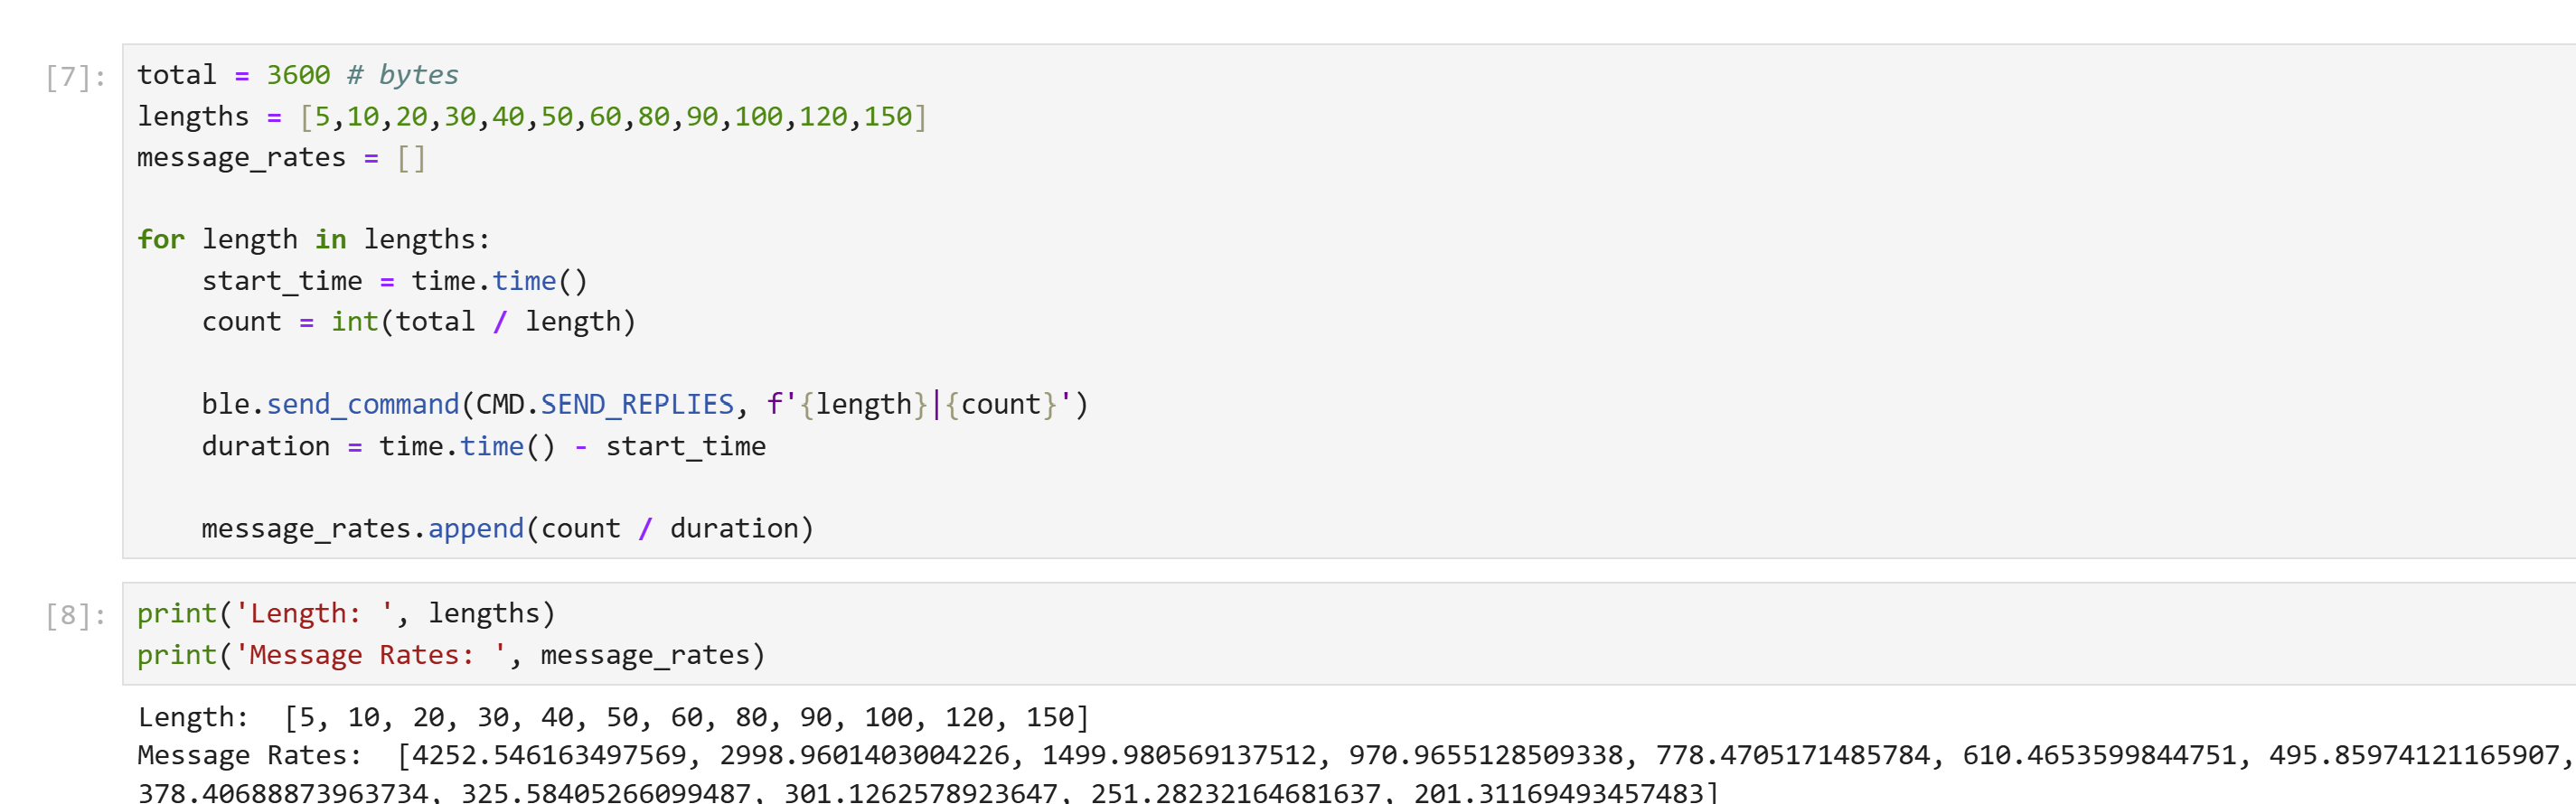 [7]: total = 3600 # bytes
lengths = [5,10,20,30,40,50,60,80,90,100,120,150]
message_rates = []
for length in lengths:
    start_time = time.time()
    count = int(total / length)
    ble.send_command(CMD.SEND_REPLIES, f'{length}|{count}')
    duration = time.time() - start_time
    message_rates.append(count / duration)
[8]: print('Length: ', lengths)
print('Message Rates: ', message_rates)
Length:  [5, 10, 20, 30, 40, 50, 60, 80, 90, 100, 120, 150]
Message Rates:  [4252.546163497569, 2998.9601403004226, 1499.980569137512, 970.9655128509338, 778.4705171485784, 610.4653599844751, 495.85974121165907,
378.40688873963734, 325.58405266099487, 301.1262578923647, 251.28232164681637, 201.31169493457483]